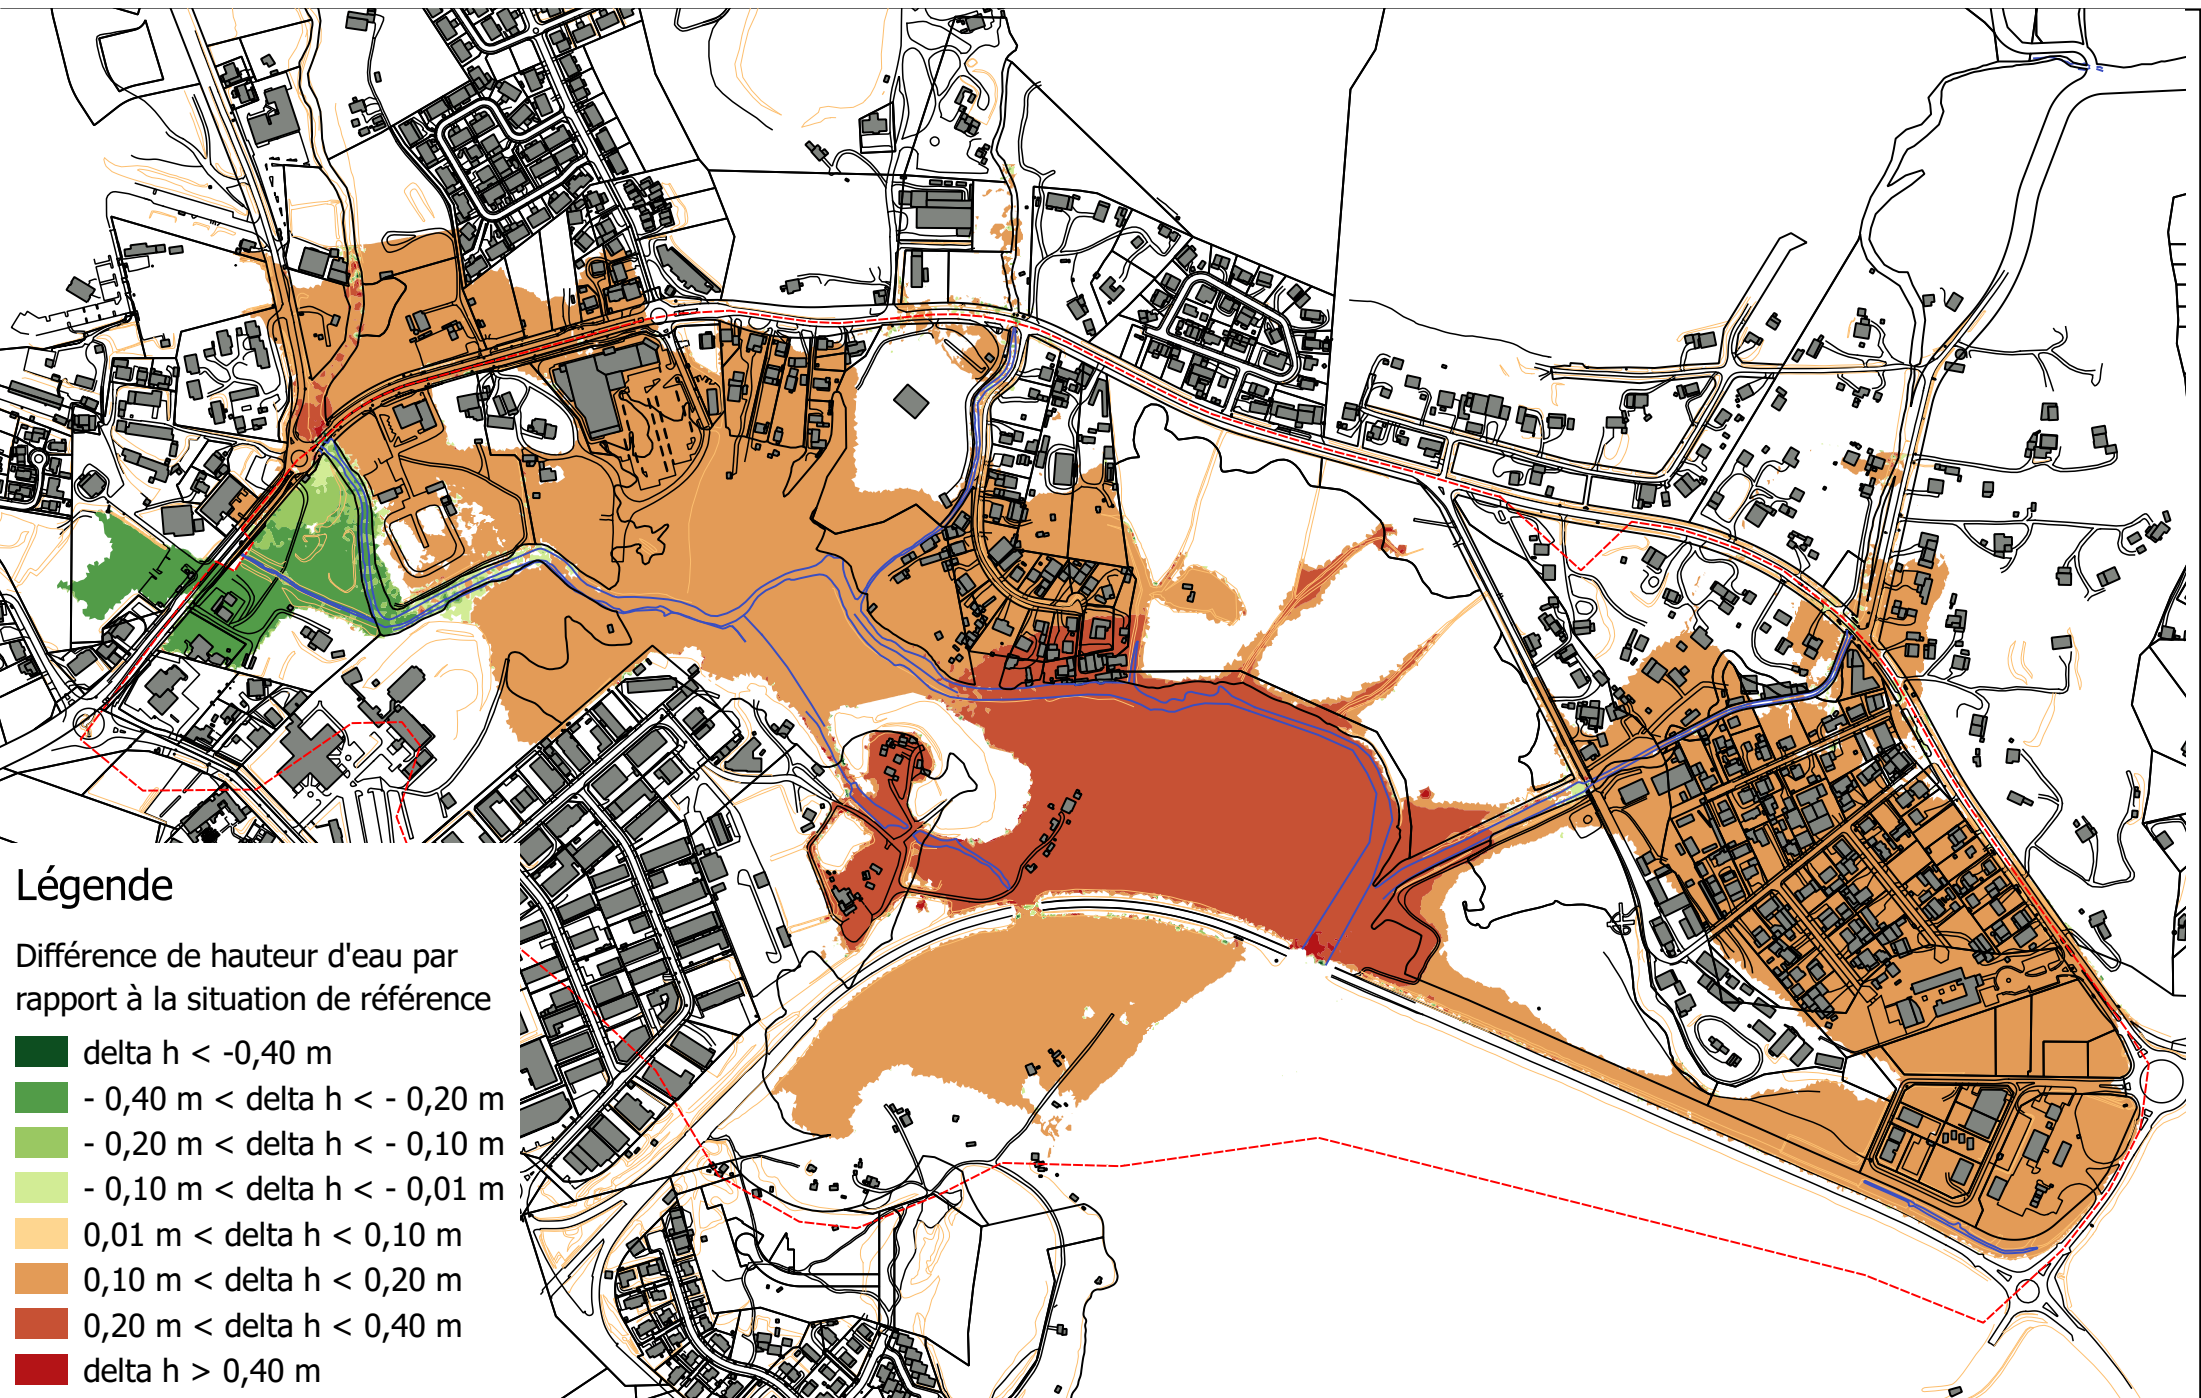 Légende
Différence de hauteur d'eau par
rapport à la situation de référence
delta h < -0,40 m
- 0,40 m < delta h < - 0,20 m
- 0,20 m < delta h < - 0,10 m
- 0,10 m < delta h < - 0,01 m
0,01 m < delta h < 0,10 m
0,10 m < delta h < 0,20 m
0,20 m < delta h < 0,40 m
delta h > 0,40 m